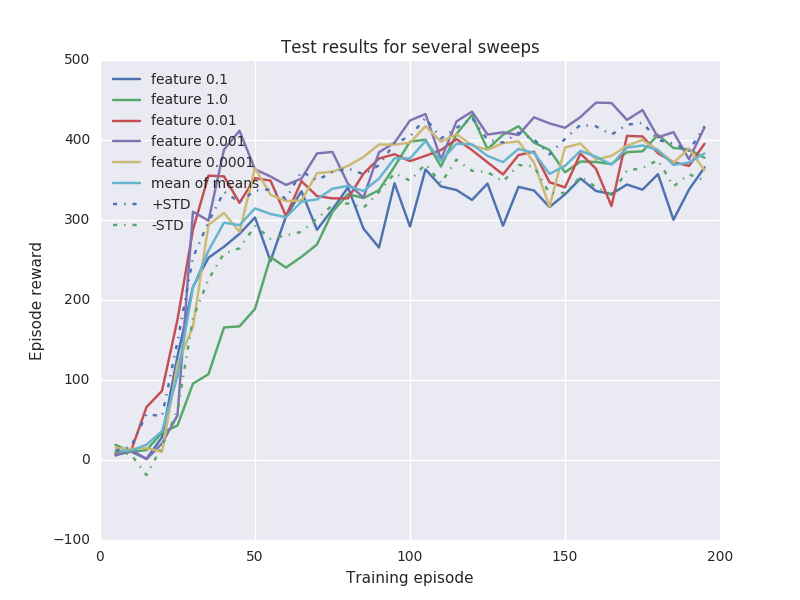 Test results for several sweeps
500
400
300
200
100
0
−100
Episode reward
feature 0.1
feature 1.0
feature 0.01
feature 0.001
feature 0.0001
mean of means
+STD
-STD
0
50
100
150
200
Training episode